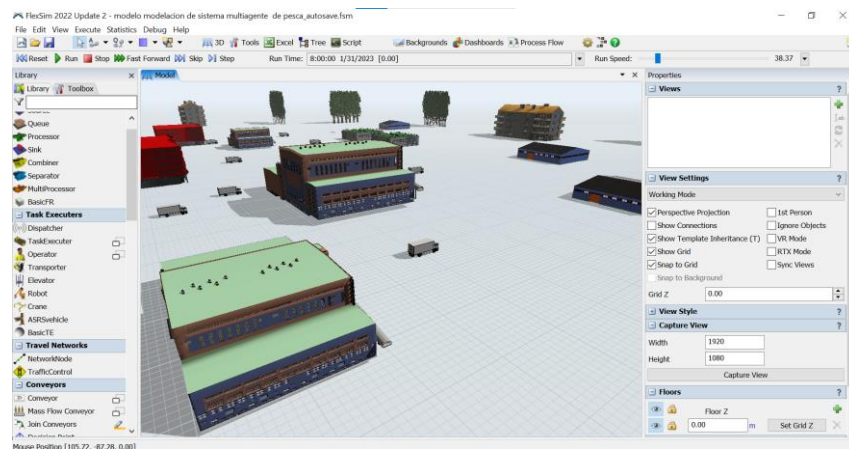 FlexSim 2022 Update 2 - modelo modelacion de sistema multiagente de pesca_autosave.fsm
File Edit View Execute Statistics Debug Help
3D Tools Excel Tree Script Backgrounds Dashboards Process Flow
Reset Run Stop Fast Forward Skip Step Run Time: 8:00:00 1/31/2023 [0.00] Run Speed: 38.37
Library
Library Toolbox
Queue
Processor
Sink
Combiner
Separator
MultiProcessor
BasicFR
Task Executers
Dispatcher
TaskExecuter
Operator
Transporter
Elevator
Robot
Crane
ASRSvehicle
BasicTE
Travel Networks
NetworkNode
TrafficControl
Conveyors
Conveyor
Mass Flow Conveyor
Join Conveyors
Decision Point
Mouse Position [105.72, -87.28, 0.00]
Model
Properties
Views
View Settings
Working Mode
Perspective Projection 1st Person
Show Connections Ignore Objects
Show Template Inheritance (T) VR Mode
Show Grid RTX Mode
Snap to Grid Sync Views
Snap to Background
Grid Z 0.00
View Style
Capture View
Width 1920
Height 1080
Capture View
Floors
Floor Z
0.00 m Set Grid Z